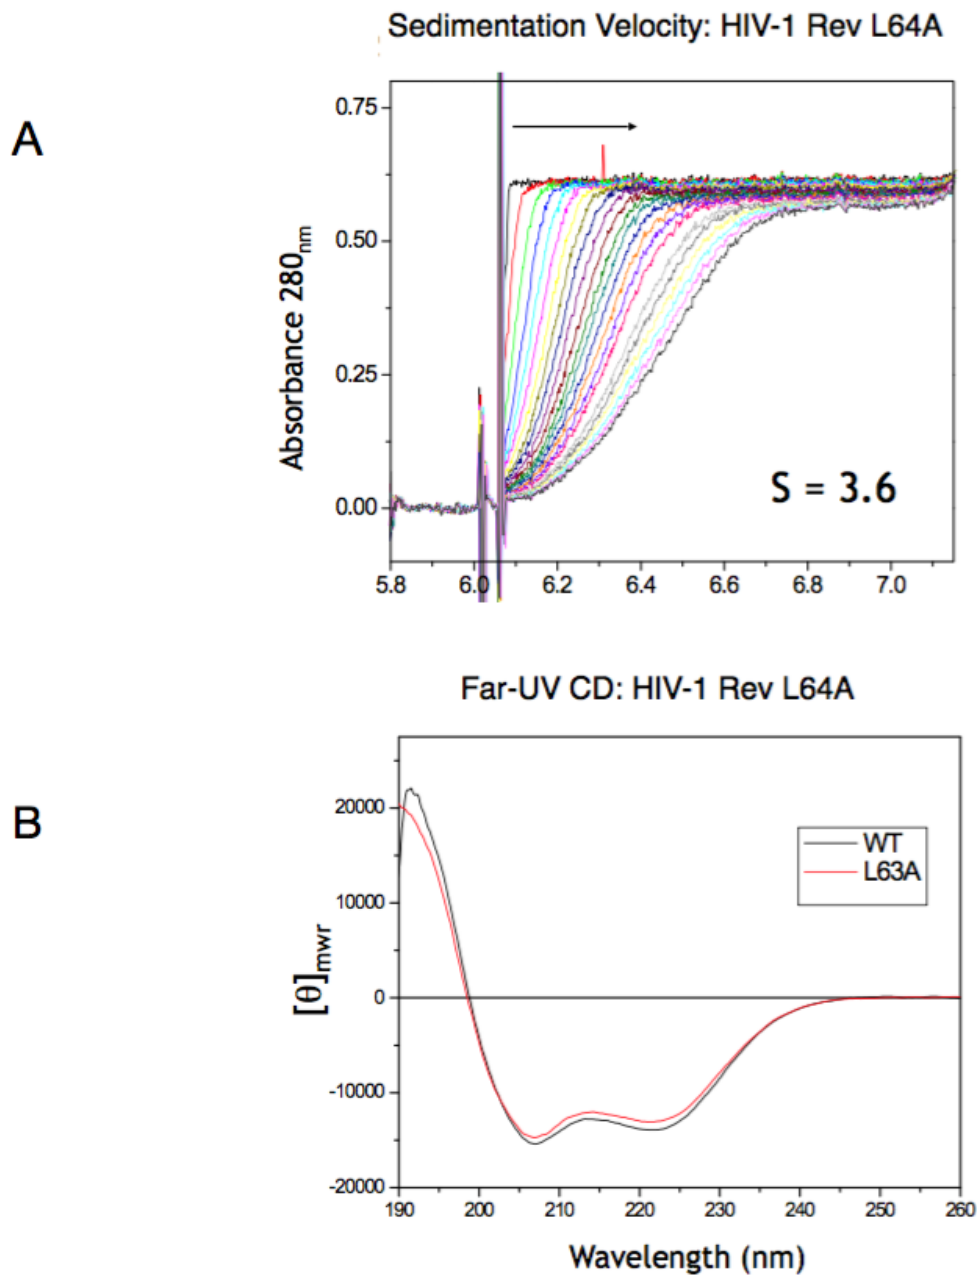 Sedimentation Velocity: HIV-1 Rev L64A
A
0.75
0.50
0.25
0.00
Absorbance 280nm
S = 3.6
5.8 6.0 6.2 6.4 6.6 6.8 7.0
Far-UV CD: HIV-1 Rev L64A
B
20000
10000
0
-10000
-20000
[θ]mwr
WT
L63A
190 200 210 220 230 240 250 260
Wavelength (nm)